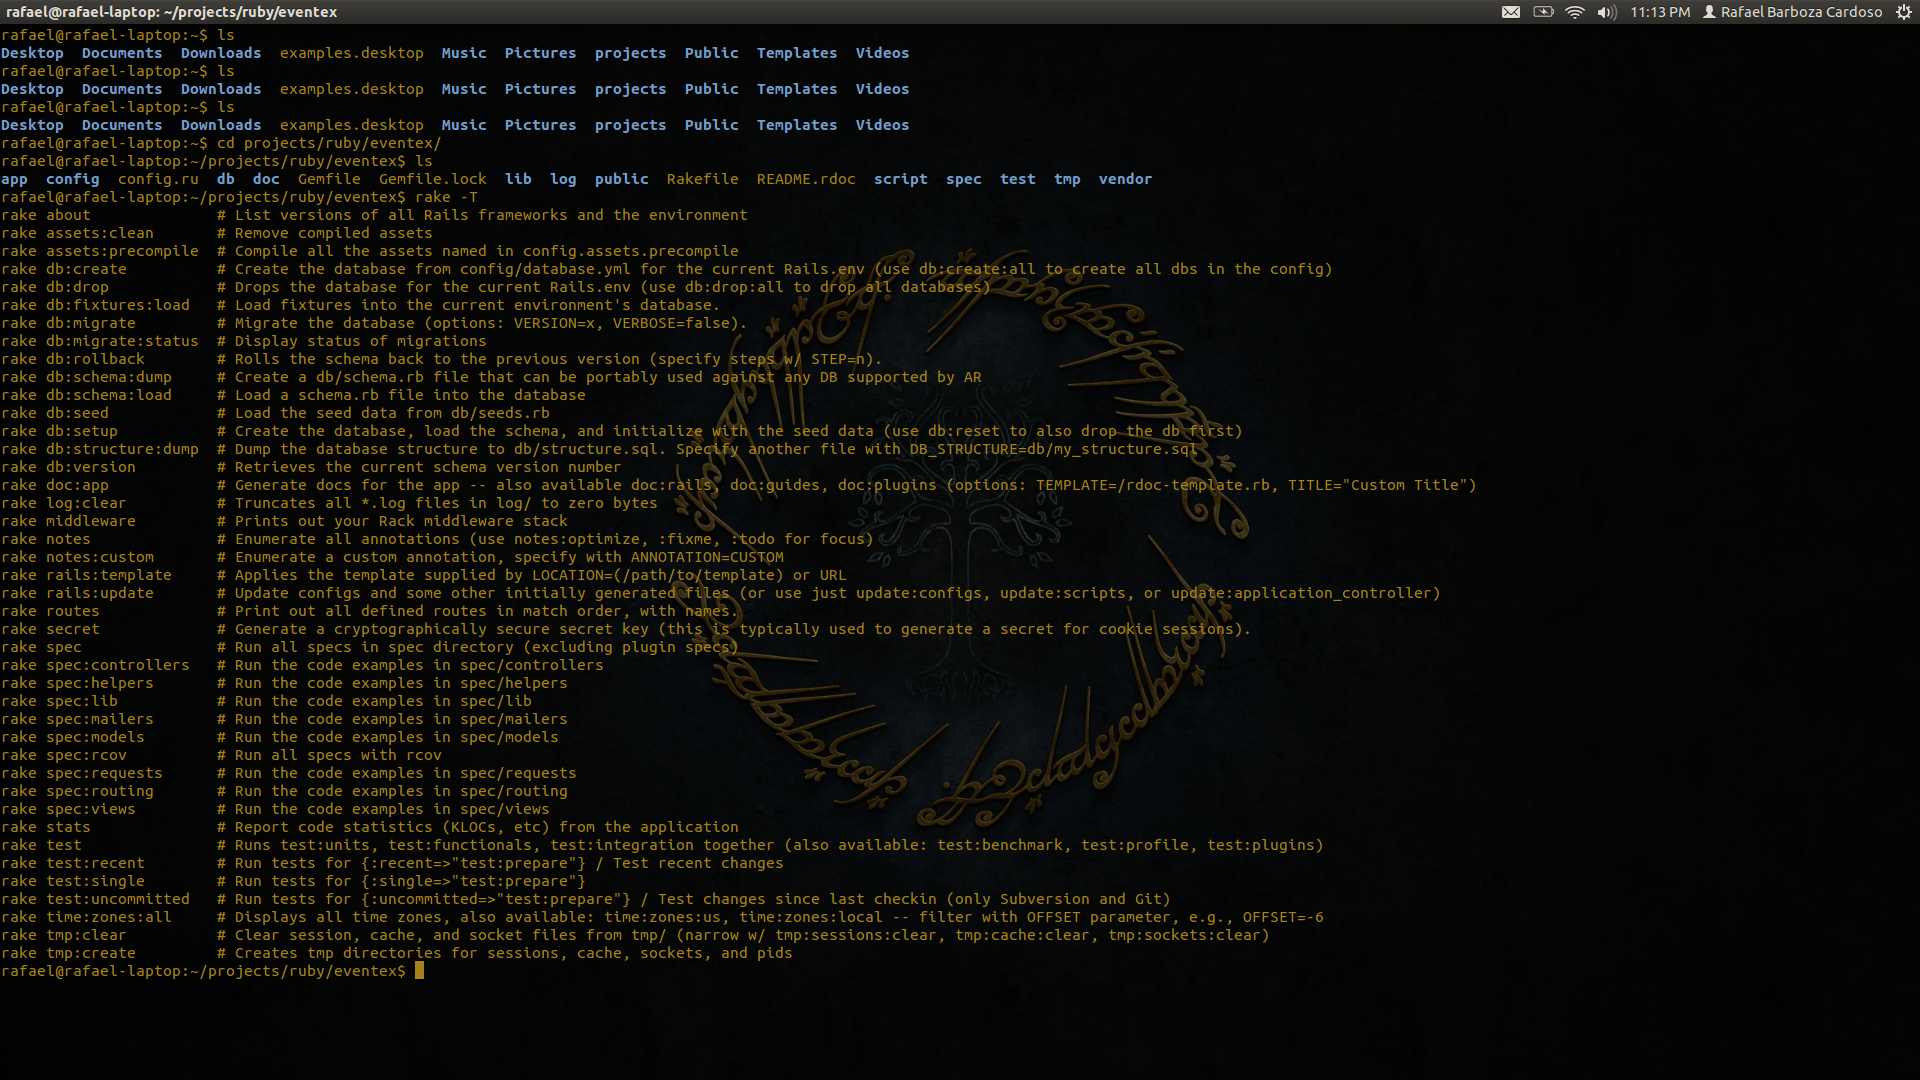 rafael@rafael-laptop: ~/projects/ruby/eventex 11:13 PM Rafael Barboza Cardoso
rafael@rafael-laptop:~$ ls
Desktop Documents Downloads examples.desktop Music Pictures projects Public Templates Videos
rafael@rafael-laptop:~$ ls
Desktop Documents Downloads examples.desktop Music Pictures projects Public Templates Videos
rafael@rafael-laptop:~$ ls
Desktop Documents Downloads examples.desktop Music Pictures projects Public Templates Videos
rafael@rafael-laptop:~$ cd projects/ruby/eventex/
rafael@rafael-laptop:~/projects/ruby/eventex$ ls
app config config.ru db doc Gemfile Gemfile.lock lib log public Rakefile README.rdoc script spec test tmp vendor
rafael@rafael-laptop:~/projects/ruby/eventex$ rake -T
rake about # List versions of all Rails frameworks and the environment
rake assets:clean # Remove compiled assets
rake assets:precompile # Compile all the assets named in config.assets.precompile
rake db:create # Create the database from config/database.yml for the current Rails.env (use db:create:all to create all dbs in the config)
rake db:drop # Drops the database for the current Rails.env (use db:drop:all to drop all databases)
rake db:fixtures:load # Load fixtures into the current environment's database.
rake db:migrate # Migrate the database (options: VERSION=x, VERBOSE=false).
rake db:migrate:status # Display status of migrations
rake db:rollback # Rolls the schema back to the previous version (specify steps w/ STEP=n).
rake db:schema:dump # Create a db/schema.rb file that can be portably used against any DB supported by AR
rake db:schema:load # Load a schema.rb file into the database
rake db:seed # Load the seed data from db/seeds.rb
rake db:setup # Create the database, load the schema, and initialize with the seed data (use db:reset to also drop the db first)
rake db:structure:dump # Dump the database structure to db/structure.sql. Specify another file with DB_STRUCTURE=db/my_structure.sql
rake db:version # Retrieves the current schema version number
rake doc:app # Generate docs for the app -- also available doc:rails, doc:guides, doc:plugins (options: TEMPLATE=/rdoc-template.rb, TITLE="Custom Title")
rake log:clear # Truncates all *.log files in log/ to zero bytes
rake middleware # Prints out your Rack middleware stack
rake notes # Enumerate all annotations (use notes:optimize, :fixme, :todo for focus)
rake notes:custom # Enumerate a custom annotation, specify with ANNOTATION=CUSTOM
rake rails:template # Applies the template supplied by LOCATION=(/path/to/template) or URL
rake rails:update # Update configs and some other initially generated files (or use just update:configs, update:scripts, or update:application_controller)
rake routes # Print out all defined routes in match order, with names.
rake secret # Generate a cryptographically secure secret key (this is typically used to generate a secret for cookie sessions).
rake spec # Run all specs in spec directory (excluding plugin specs)
rake spec:controllers # Run the code examples in spec/controllers
rake spec:helpers # Run the code examples in spec/helpers
rake spec:lib # Run the code examples in spec/lib
rake spec:mailers # Run the code examples in spec/mailers
rake spec:models # Run the code examples in spec/models
rake spec:rcov # Run all specs with rcov
rake spec:requests # Run the code examples in spec/requests
rake spec:routing # Run the code examples in spec/routing
rake spec:views # Run the code examples in spec/views
rake stats # Report code statistics (KLOCs, etc) from the application
rake test # Runs test:units, test:functionals, test:integration together (also available: test:benchmark, test:profile, test:plugins)
rake test:recent # Run tests for {:recent=>"test:prepare"} / Test recent changes
rake test:single # Run tests for {:single=>"test:prepare"}
rake test:uncommitted # Run tests for {:uncommitted=>"test:prepare"} / Test changes since last checkin (only Subversion and Git)
rake time:zones:all # Displays all time zones, also available: time:zones:us, time:zones:local -- filter with OFFSET parameter, e.g., OFFSET=-6
rake tmp:clear # Clear session, cache, and socket files from tmp/ (narrow w/ tmp:sessions:clear, tmp:cache:clear, tmp:sockets:clear)
rake tmp:create # Creates tmp directories for sessions, cache, sockets, and pids
rafael@rafael-laptop:~/projects/ruby/eventex$